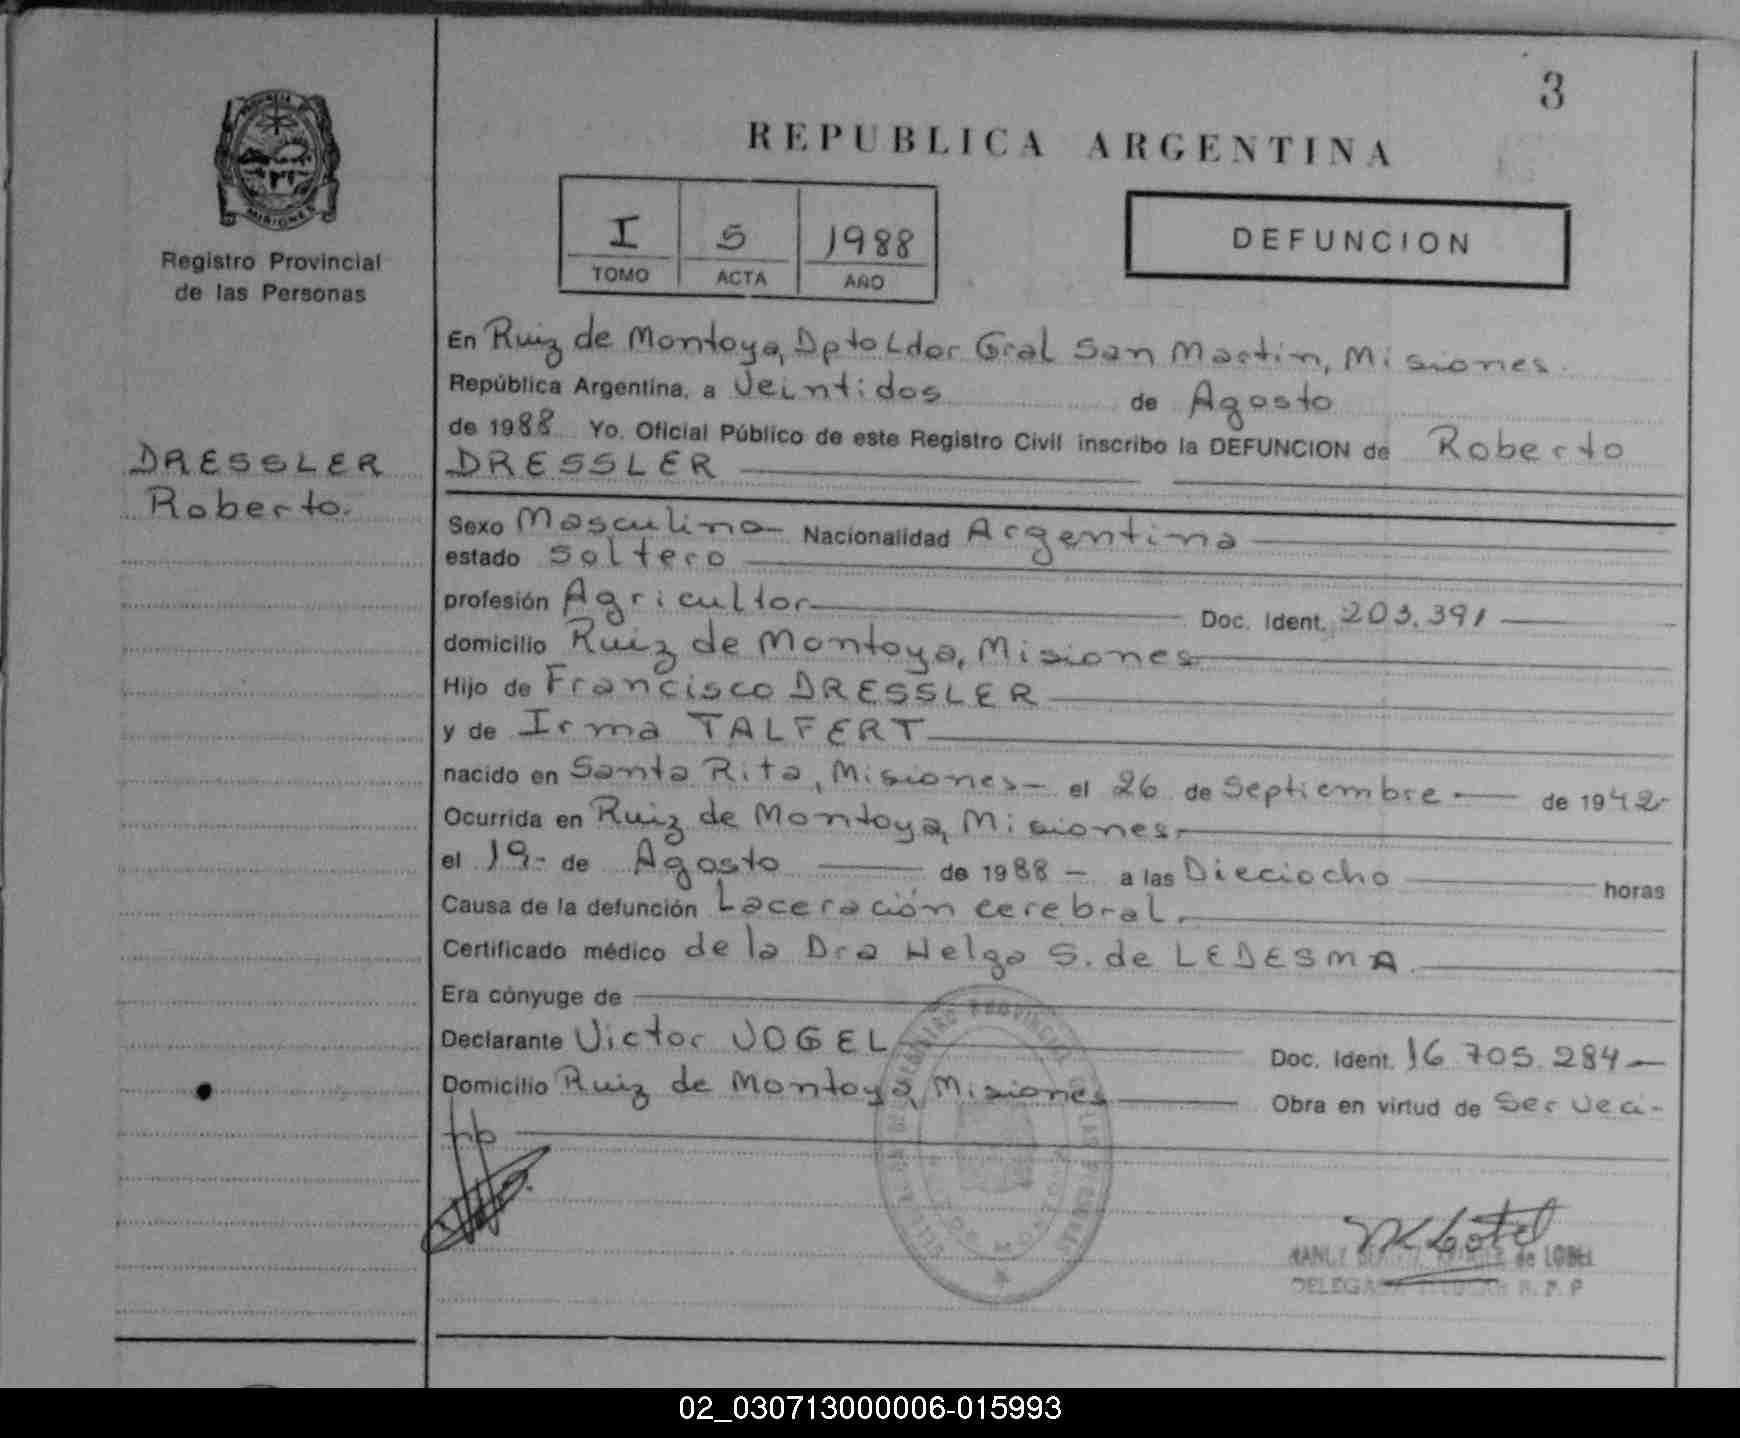 3
REPUBLICA ARGENTINA
PROVINCIA
MISIONES
Registro Provincial
de las Personas
I S 1988
TOMO ACTA AÑO
DEFUNCION
DRESSLER
Roberto.
En Ruiz de Montoya, Dpto Ldor Gral San Martin, Misiones.
República Argentina, a Veintidos de Agosto
de 1988 Yo, Oficial Público de este Registro Civil inscribo la DEFUNCION de Roberto
DRESSLER
Sexo Masculino Nacionalidad Argentina
estado Soltero
profesión Agricultor Doc. Ident. 203.391
domicilio Ruiz de Montoya, Misiones
Hijo de Francisco DRESSLER
y de Irma TALFERT
nacido en Santa Rita, Misiones- el 26 de Septiembre de 1942-
Ocurrida en Ruiz de Montoya, Misiones.
el 19- de Agosto de 1988 - a las Dieciocho horas
Causa de la defunción Laceración cerebral.
Certificado médico de la Dra Helga S. de LEDESMA
Era cónyuge de
Declarante Victor VOGEL Doc. Ident. 16.705.284
Domicilio Ruiz de Montoya, Misiones Obra en virtud de Ser veci-
no
de LOBEL
R. P. P
02_030713000006-015993